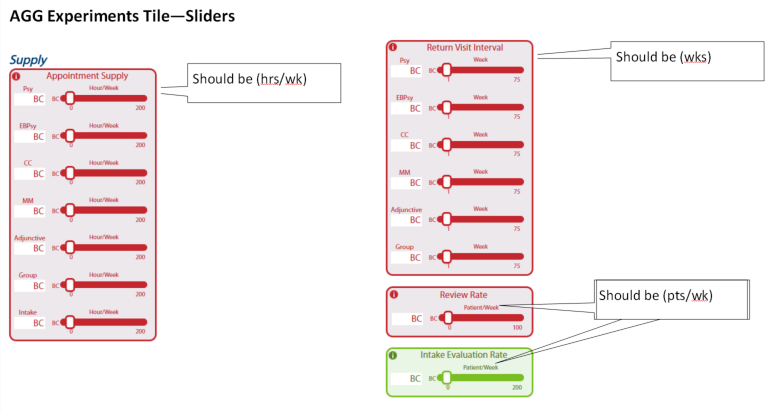 AGG Experiments Tile—Sliders
Supply
Appointment Supply
Psy Hour/Week
BC BC
0 200
EBPsy Hour/Week
BC BC
0 200
CC Hour/Week
BC BC
0 200
MM Hour/Week
BC BC
0 200
Adjunctive Hour/Week
BC BC
0 200
Group Hour/Week
BC BC
0 200
Intake Hour/Week
BC BC
0 200
Should be (hrs/wk)
Return Visit Interval
Psy Week
BC BC
1 75
EBPsy Week
BC BC
1 75
CC Week
BC BC
1 75
MM Week
BC BC
1 75
Adjunctive Week
BC BC
1 75
Group Week
BC BC
1 75
Should be (wks)
Review Rate
Patient/Week
BC BC
0 100
Should be (pts/wk)
Intake Evaluation Rate
Patient/Week
BC BC
0 200